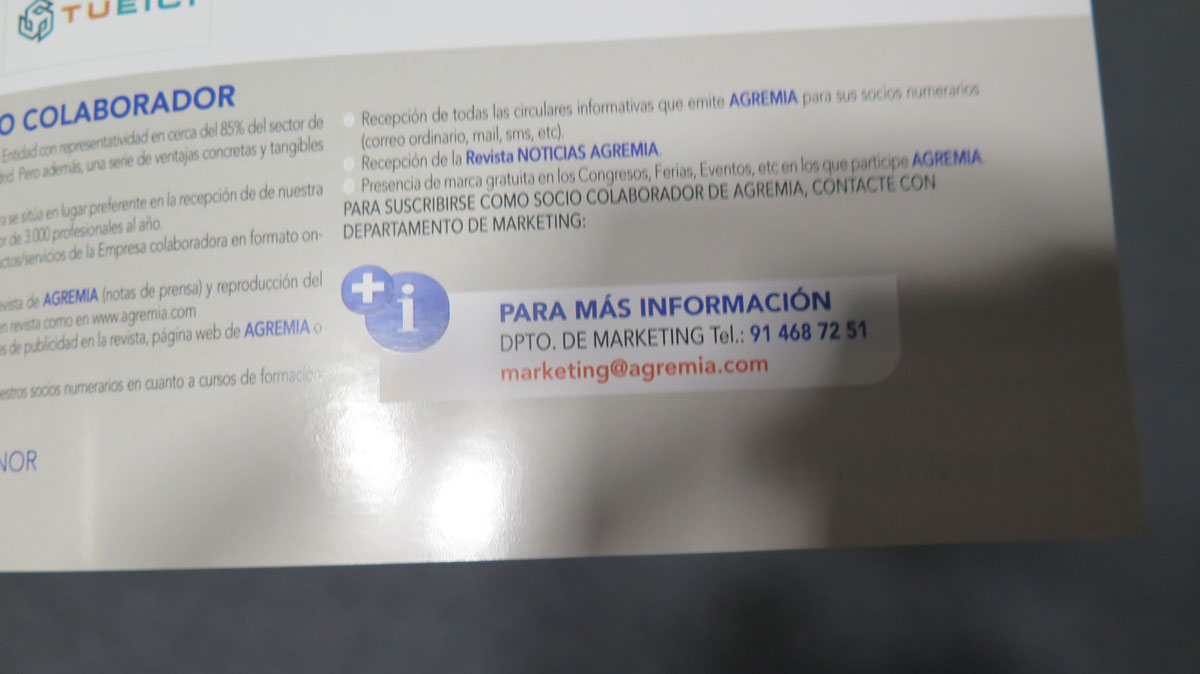 O COLABORADOR
Entidad con representatividad en cerca del 85% del sector de
Pero además, una serie de ventajas concretas y tangibles
se sitúa en lugar preferente en la recepción de de nuestra
de 3.000 profesionales al año.
ctos/servicios de la Empresa colaboradora en formato on-
evista de AGREMIA (notas de prensa) y reproducción del
en revista como en www.agremia.com
es de publicidad en la revista, página web de AGREMIA o
estros socios numerarios en cuanto a cursos de formación
NOR
Recepción de todas las circulares informativas que emite AGREMIA para sus socios numerarios
(correo ordinario, mail, sms, etc).
Recepción de la Revista NOTICIAS AGREMIA.
Presencia de marca gratuita en los Congresos, Ferias, Eventos, etc en los que participe AGREMIA.
PARA SUSCRIBIRSE COMO SOCIO COLABORADOR DE AGREMIA, CONTACTE CON
DEPARTAMENTO DE MARKETING:
+i
PARA MÁS INFORMACIÓN
DPTO. DE MARKETING Tel.: 91 468 72 51
marketing@agremia.com